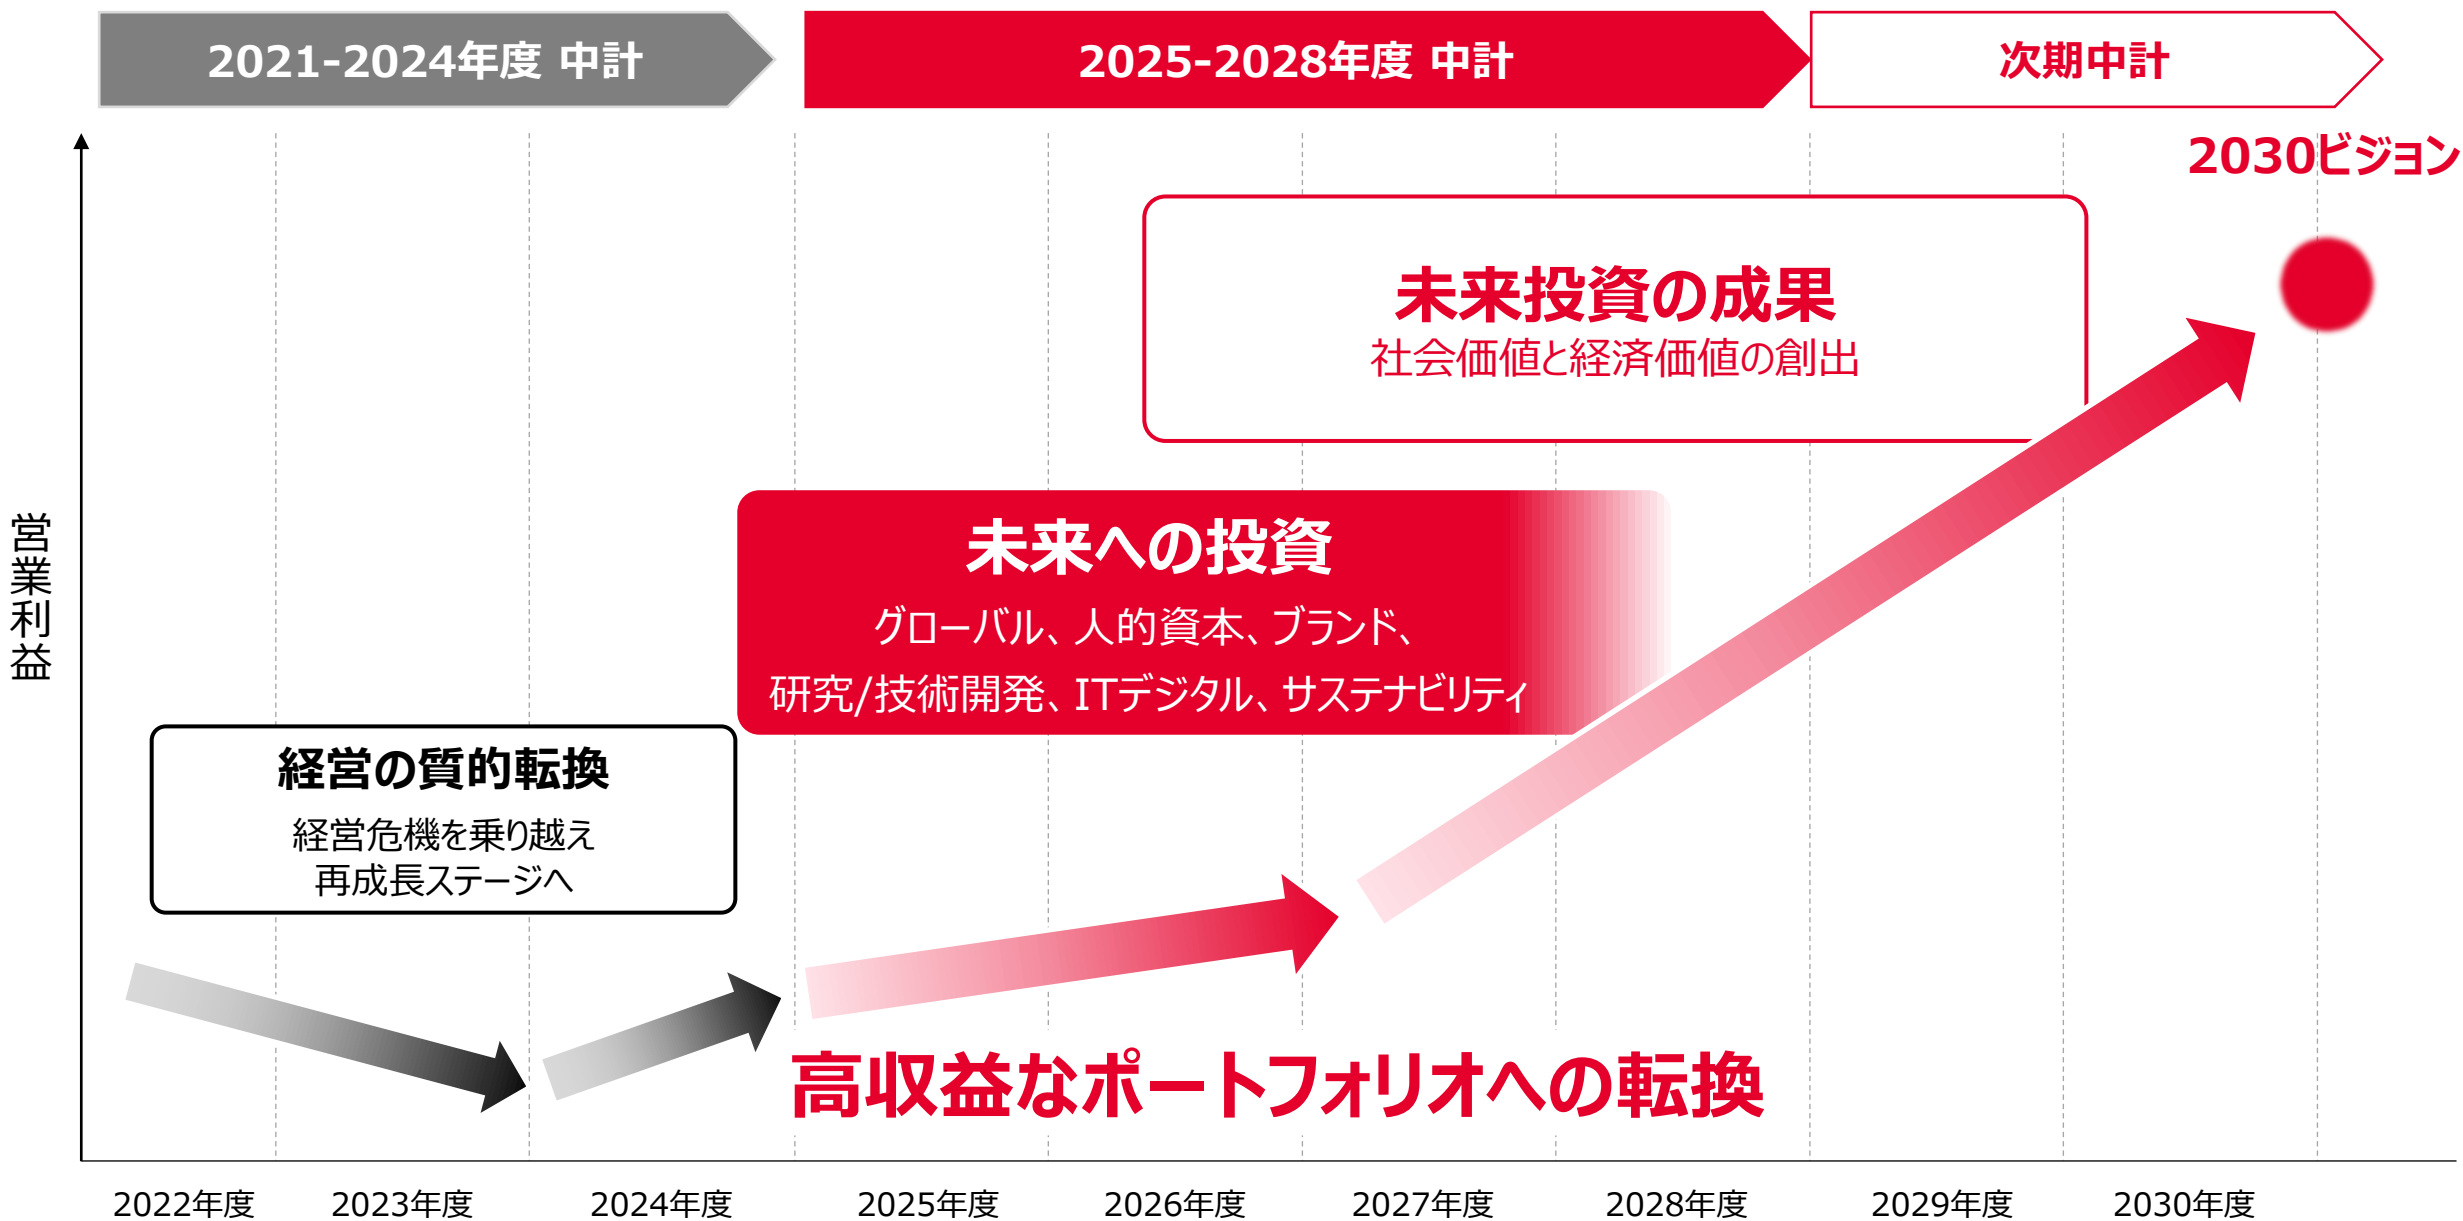 2021-2024年度 中計
2025-2028年度 中計
次期中計
2030ビジョン
未来投資の成果
社会価値と経済価値の創出
未来への投資
グローバル、人的資本、ブランド、
研究/技術開発、ITデジタル、サステナビリティ
営業利益
経営の質的転換
経営危機を乗り越え
再成長ステージへ
高収益なポートフォリオへの転換
2022年度
2023年度
2024年度
2025年度
2026年度
2027年度
2028年度
2029年度
2030年度